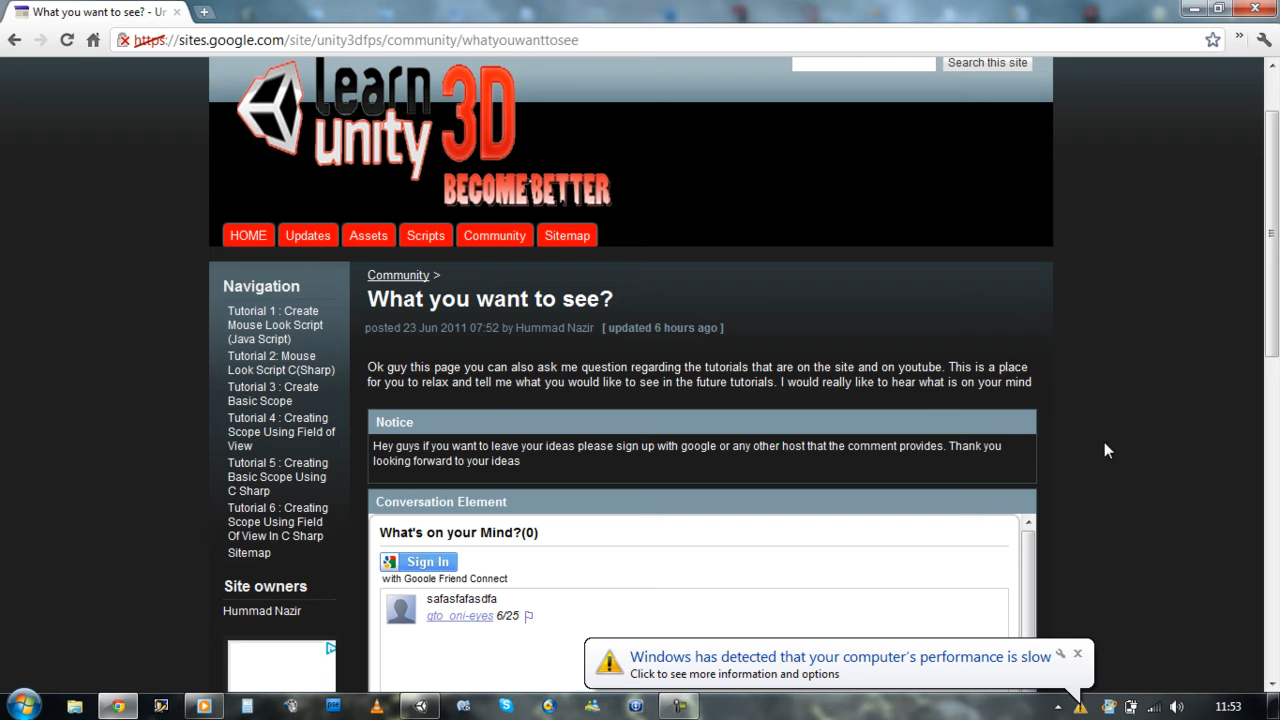 What you want to see? - Ur
https://sites.google.com/site/unity3dfps/community/whatyouwanttosee
Search this site
learn
unity 3D
BECOME BETTER
HOME Updates Assets Scripts Community Sitemap
Navigation
Tutorial 1 : Create
Mouse Look Script
(Java Script)
Tutorial 2: Mouse
Look Script C(Sharp)
Tutorial 3 : Create
Basic Scope
Tutorial 4 : Creating
Scope Using Field of
View
Tutorial 5 : Creating
Basic Scope Using
C Sharp
Tutorial 6 : Creating
Scope Using Field
Of View In C Sharp
Sitemap
Site owners
Hummad Nazir
Community >
What you want to see?
posted 23 Jun 2011 07:52 by Hummad Nazir [ updated 6 hours ago ]
Ok guy this page you can also ask me question regarding the tutorials that are on the site and on youtube. This is a place
for you to relax and tell me what you would like to see in the future tutorials. I would really like to hear what is on your mind
Notice
Hey guys if you want to leave your ideas please sign up with google or any other host that the comment provides. Thank you
looking forward to your ideas
Conversation Element
What's on your Mind?(0)
Sign In
with Google Friend Connect
safasfafasdfa
gto_oni-eyes 6/25
Windows has detected that your computer's performance is slow
Click to see more information and options
11:53